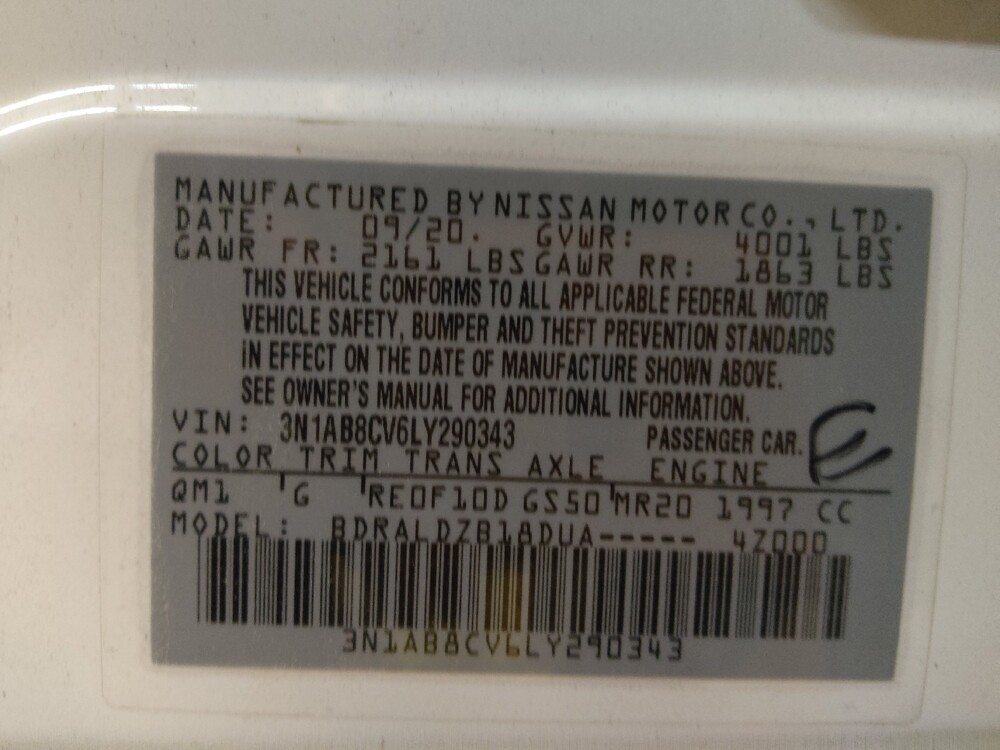 MANUFACTURED BY NISSAN MOTOR CO., LTD.
DATE: 09/20. GVWR: 4001 LBS
GAWR FR: 2161 LBS GAWR RR: 1863 LBS
THIS VEHICLE CONFORMS TO ALL APPLICABLE FEDERAL MOTOR
VEHICLE SAFETY, BUMPER AND THEFT PREVENTION STANDARDS
IN EFFECT ON THE DATE OF MANUFACTURE SHOWN ABOVE.
SEE OWNER'S MANUAL FOR ADDITIONAL INFORMATION.
VIN: 3N1AB8CV6LY290343 PASSENGER CAR.
COLOR TRIM TRANS AXLE ENGINE
QM1 'G 'RE0F10D GS50'MR20 1997 CC
MODEL: BDRALDZB18DUA----- 4Z000
3N1AB8CV6LY290343